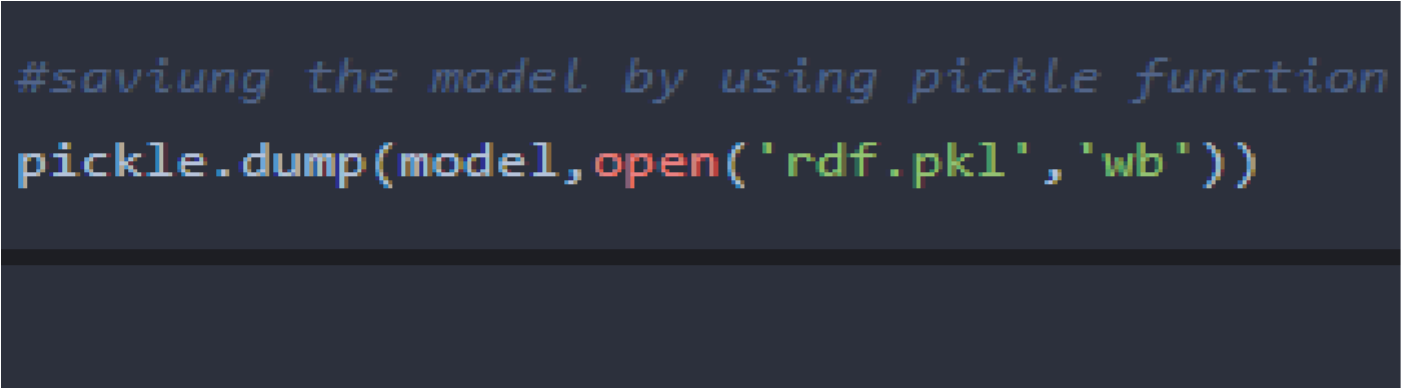 #saviung the model by using pickle function
pickle.dump(model,open('rdf.pkl','wb'))